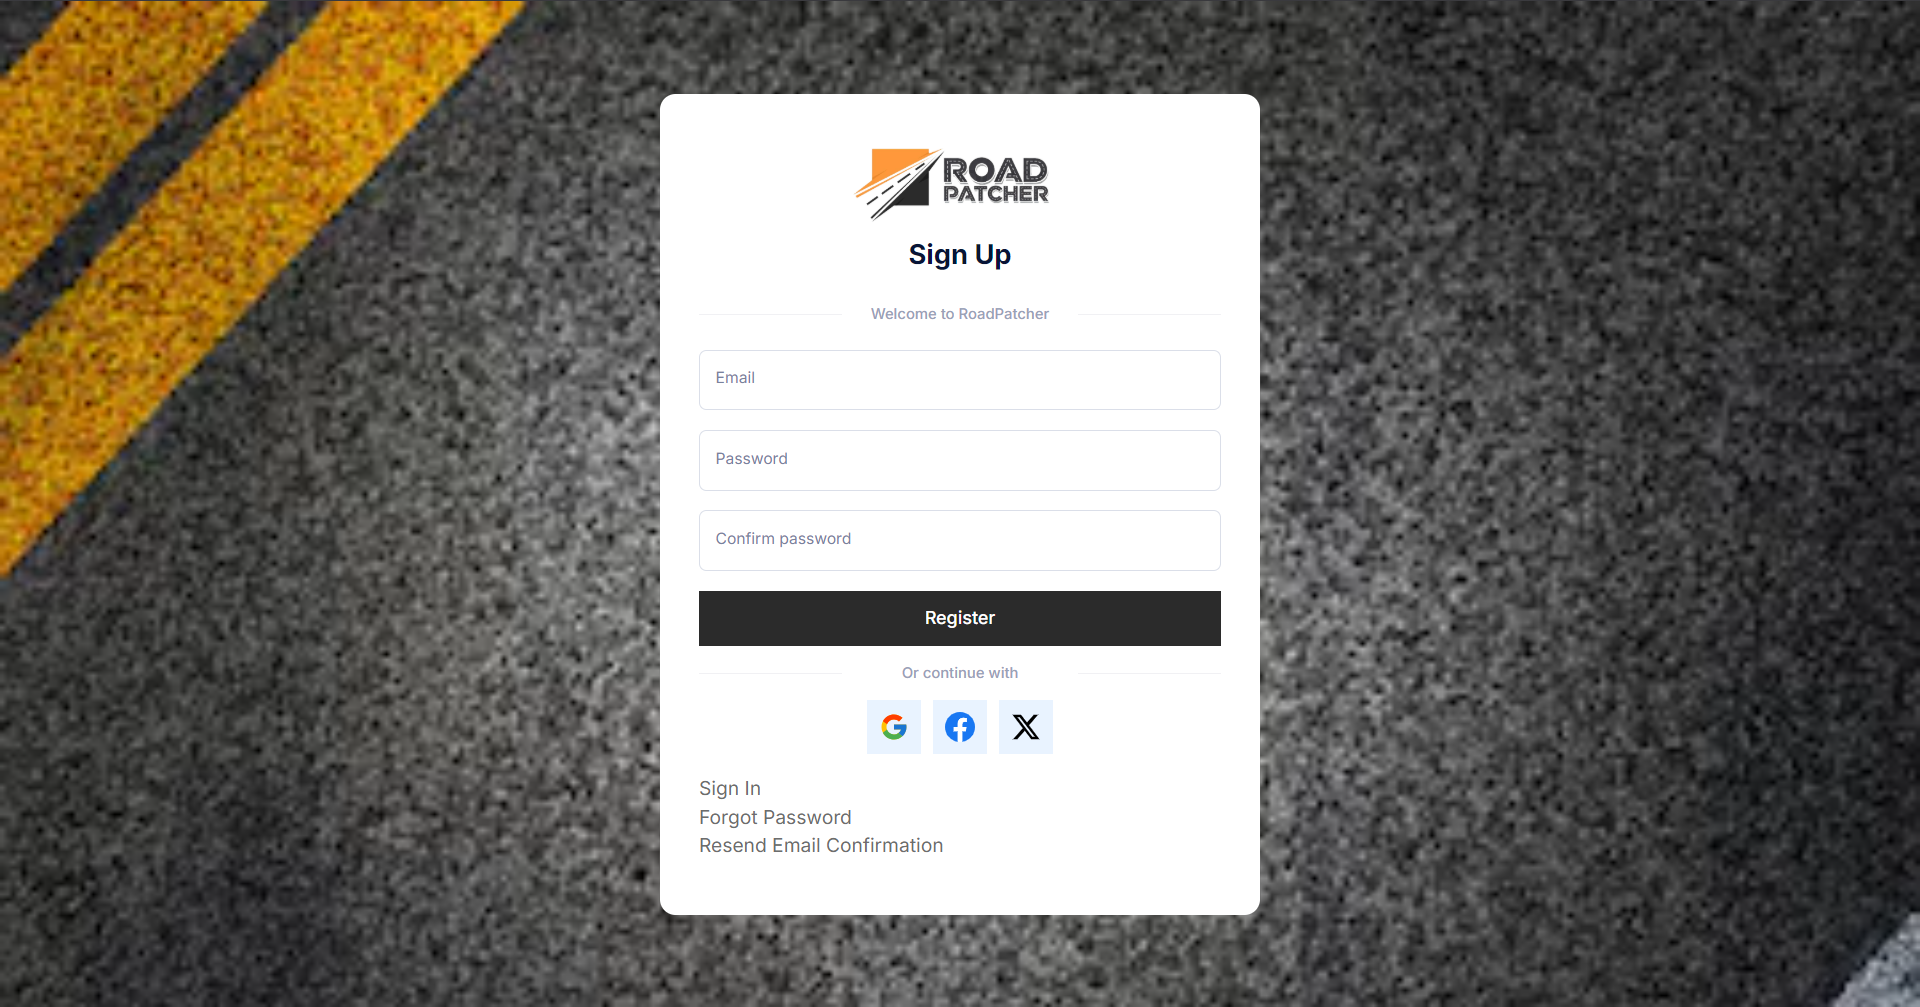 ROAD
PATCHER
Sign Up
Welcome to RoadPatcher
Email
Password
Confirm password
Register
Or continue with
Sign In
Forgot Password
Resend Email Confirmation